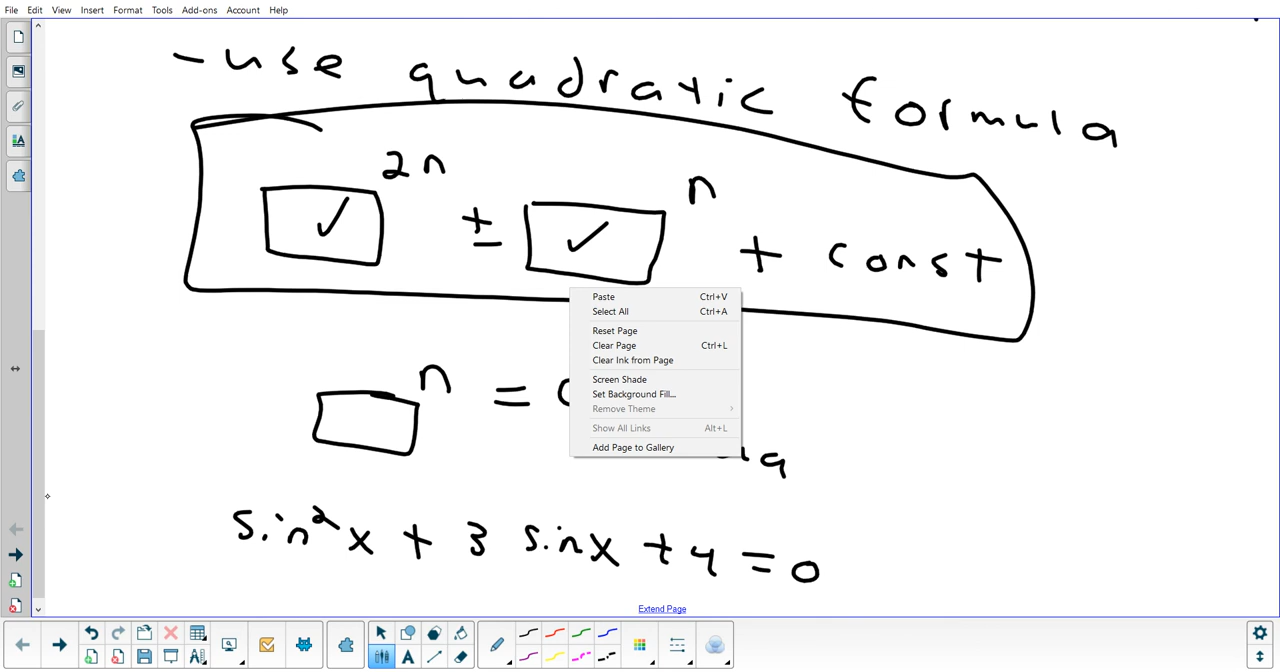 File Edit View Insert Format Tools Add-ons Account Help
-use quadratic formula
✓ 2n ± ✓ n + const
Paste Ctrl+V
Select All Ctrl+A
Reset Page
Clear Page Ctrl+L
Clear Ink from Page
Screen Shade
Set Background Fill...
Remove Theme
Show All Links Alt+L
Add Page to Gallery
n =
sin²x + 3 sinx + 4 = 0
Extend Page